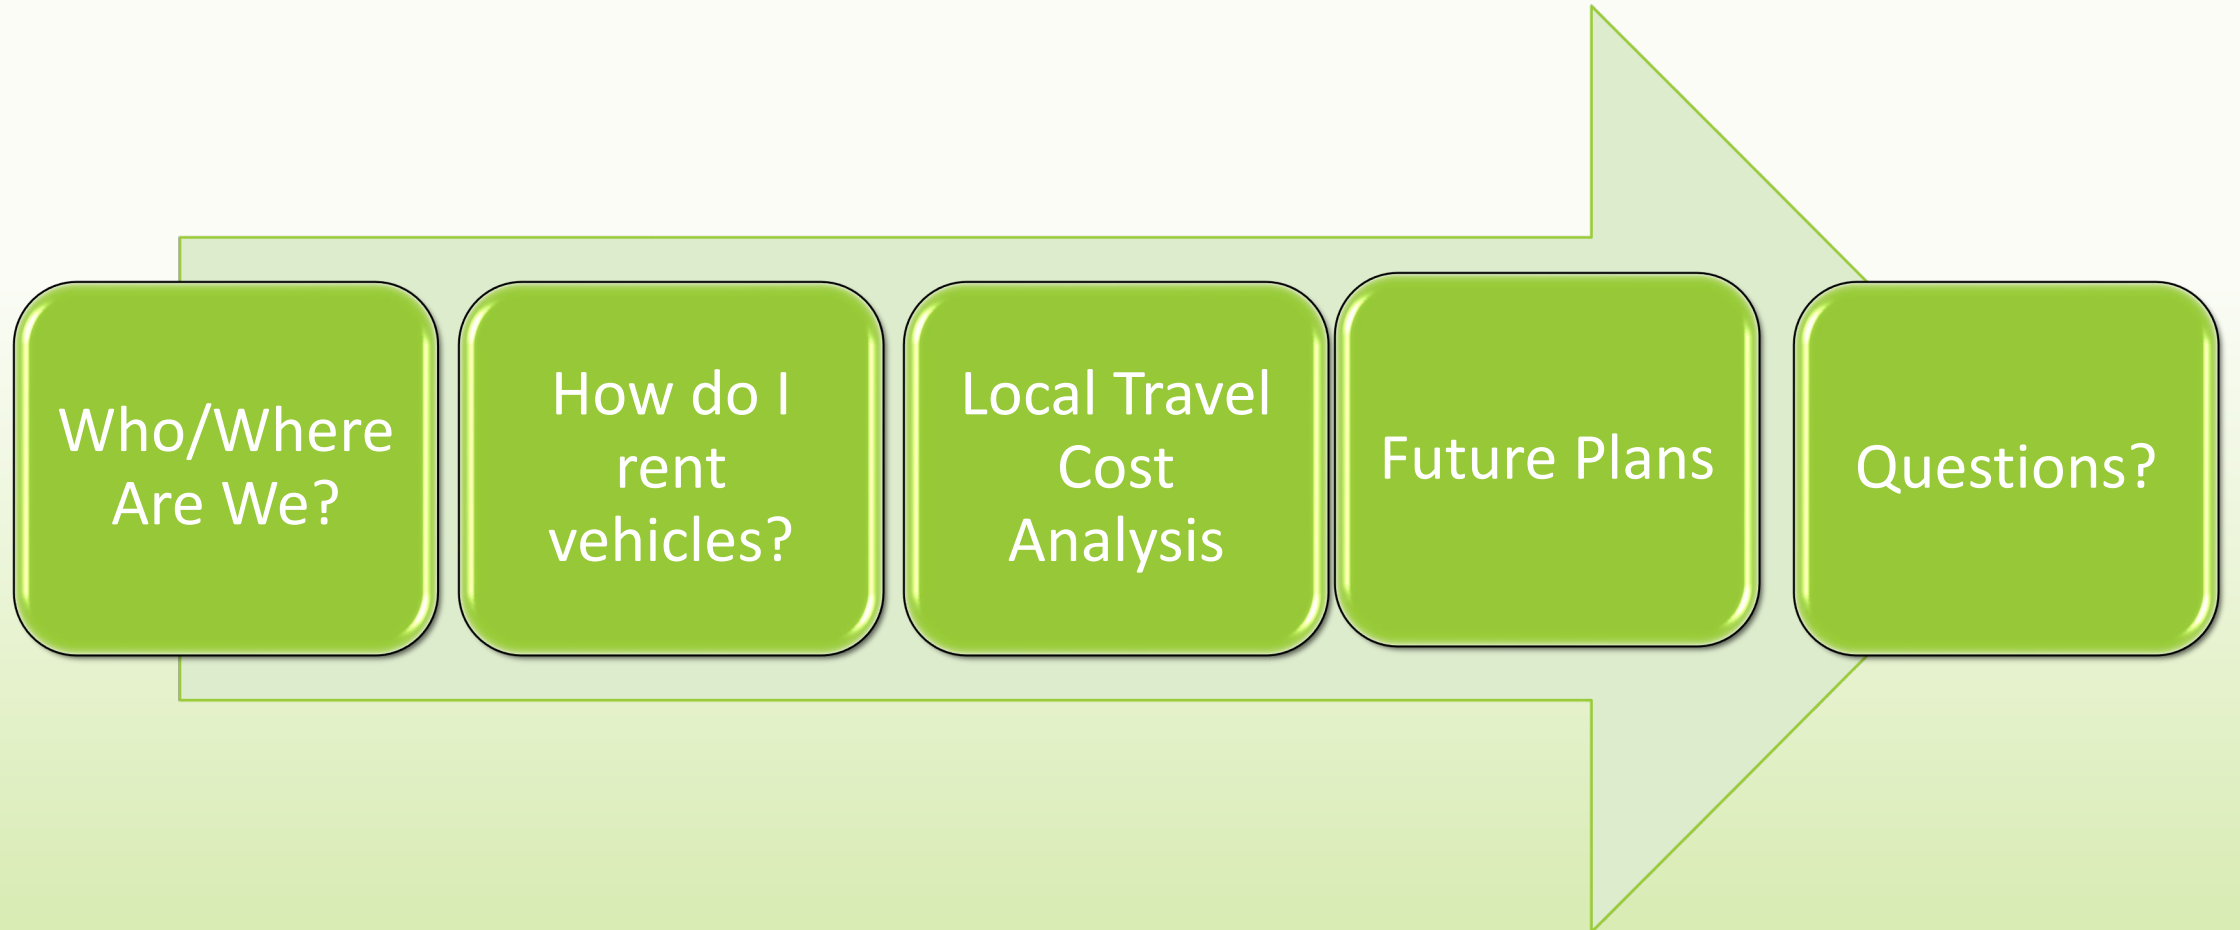 Who/Where
Are We?
How do I
rent
vehicles?
Local Travel
Cost
Analysis
Future Plans
Questions?